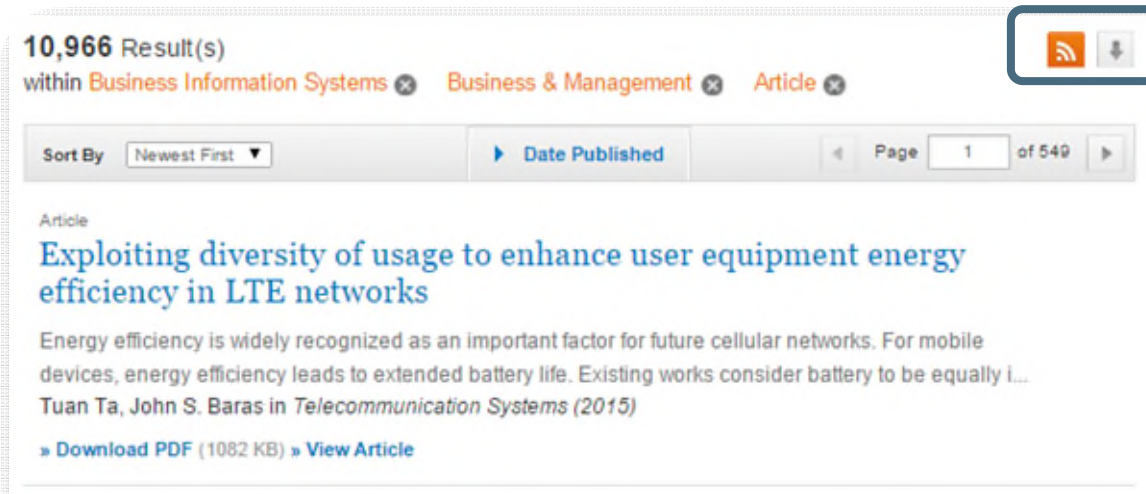 10,966 Result(s)
within Business Information Systems Business & Management Article
Sort By Newest First Date Published Page 1 of 549
Article
Exploiting diversity of usage to enhance user equipment energy
efficiency in LTE networks
Energy efficiency is widely recognized as an important factor for future cellular networks. For mobile
devices, energy efficiency leads to extended battery life. Existing works consider battery to be equally i...
Tuan Ta, John S. Baras in Telecommunication Systems (2015)
» Download PDF (1082 KB) » View Article